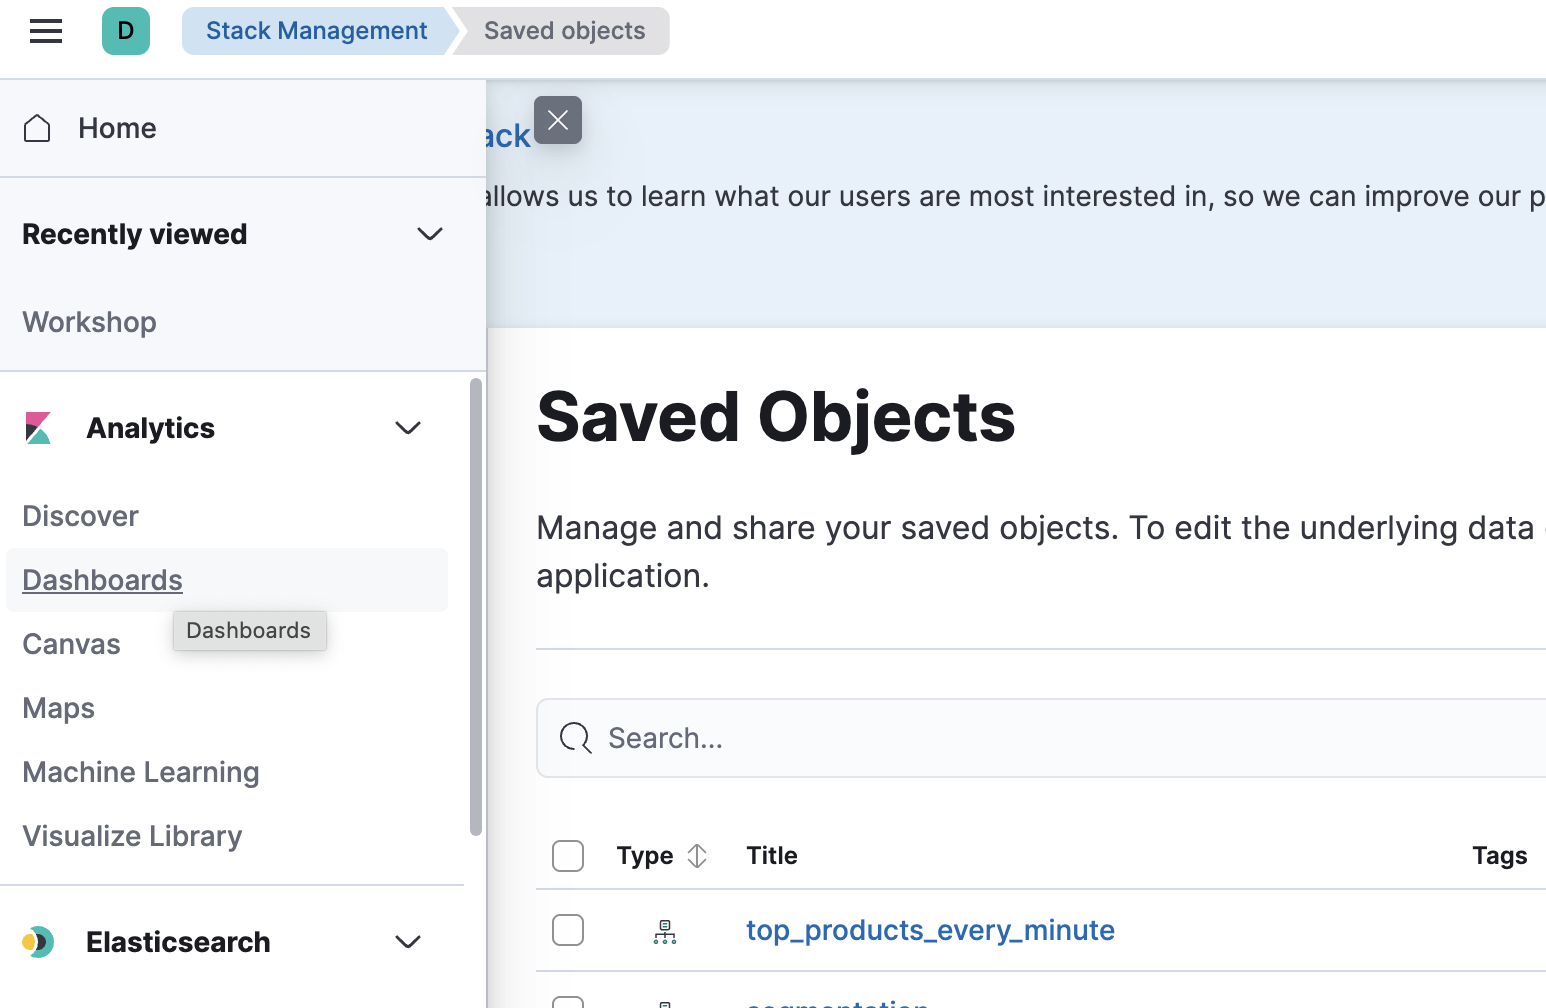 D
Stack Management
Saved objects
Home
ack
allows us to learn what our users are most interested in, so we can improve our p
Recently viewed
Workshop
Analytics
Discover
Dashboards
Dashboards
Canvas
Maps
Machine Learning
Visualize Library
Elasticsearch
Saved Objects
Manage and share your saved objects. To edit the underlying data
application.
Search...
Type
Title
Tags
top_products_every_minute
segmentation